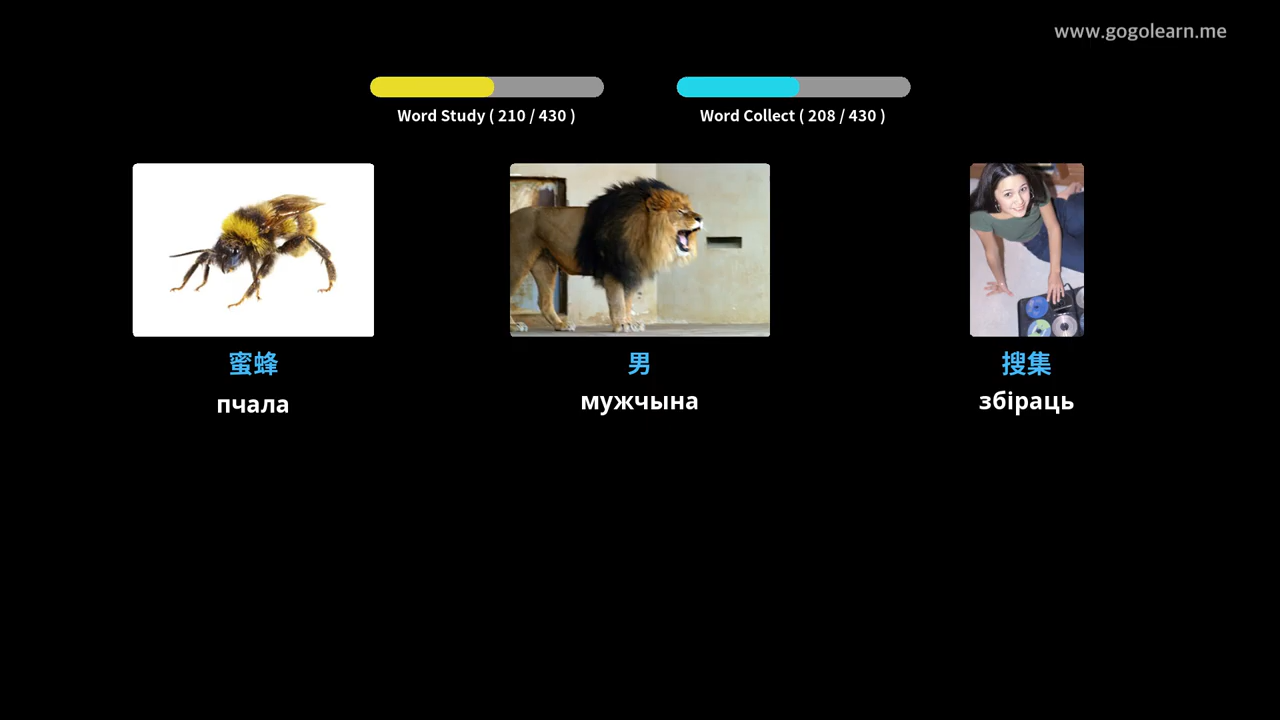 www.gogolearn.me
Word Study ( 210 / 430 )
Word Collect ( 208 / 430 )
蜜蜂
男
搜集
пчала
мужчына
збіраць